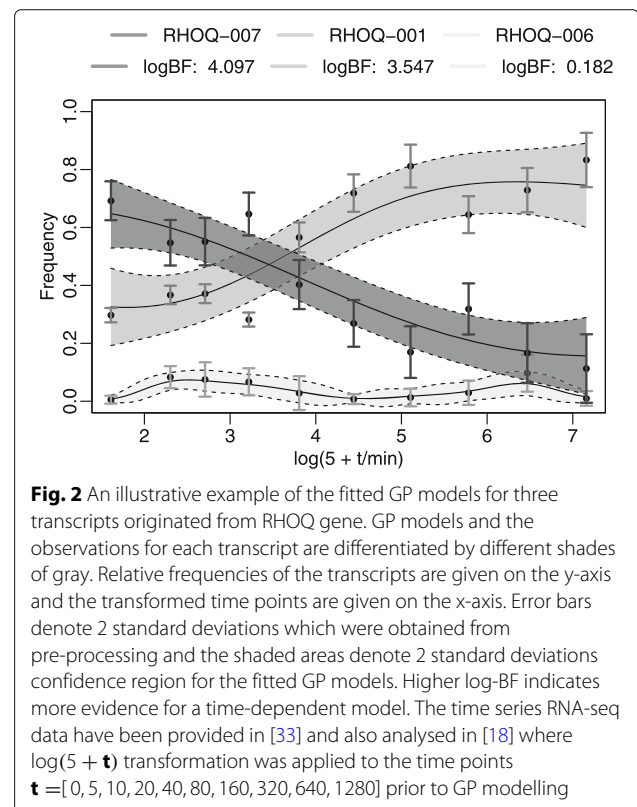 RHOQ−007 RHOQ−001 RHOQ−006
logBF: 4.097 logBF: 3.547 logBF: 0.182
1.0
0.8
0.6
0.4
0.2
0.0
Frequency
2 3 4 5 6 7
log(5 + t/min)
Fig. 2 An illustrative example of the fitted GP models for three
transcripts originated from RHOQ gene. GP models and the
observations for each transcript are differentiated by different shades
of gray. Relative frequencies of the transcripts are given on the y-axis
and the transformed time points are given on the x-axis. Error bars
denote 2 standard deviations which were obtained from
pre-processing and the shaded areas denote 2 standard deviations
confidence region for the fitted GP models. Higher log-BF indicates
more evidence for a time-dependent model. The time series RNA-seq
data have been provided in [33] and also analysed in [18] where
log(5 + t) transformation was applied to the time points
t =[ 0, 5, 10, 20, 40, 80, 160, 320, 640, 1280] prior to GP modelling